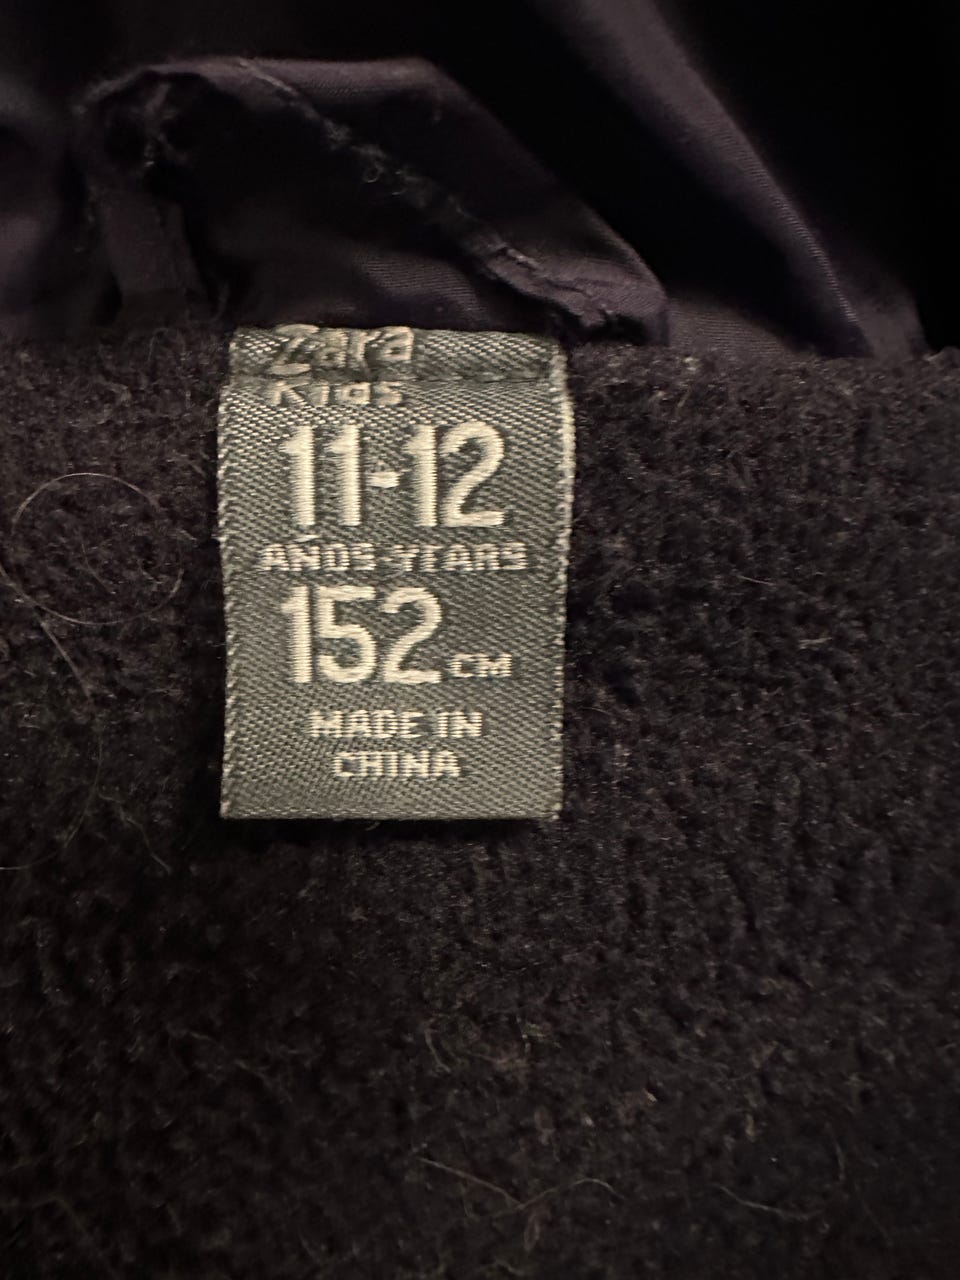 Zara
Kids
11-12
AÑOS-YEARS
152 CM
MADE IN
CHINA